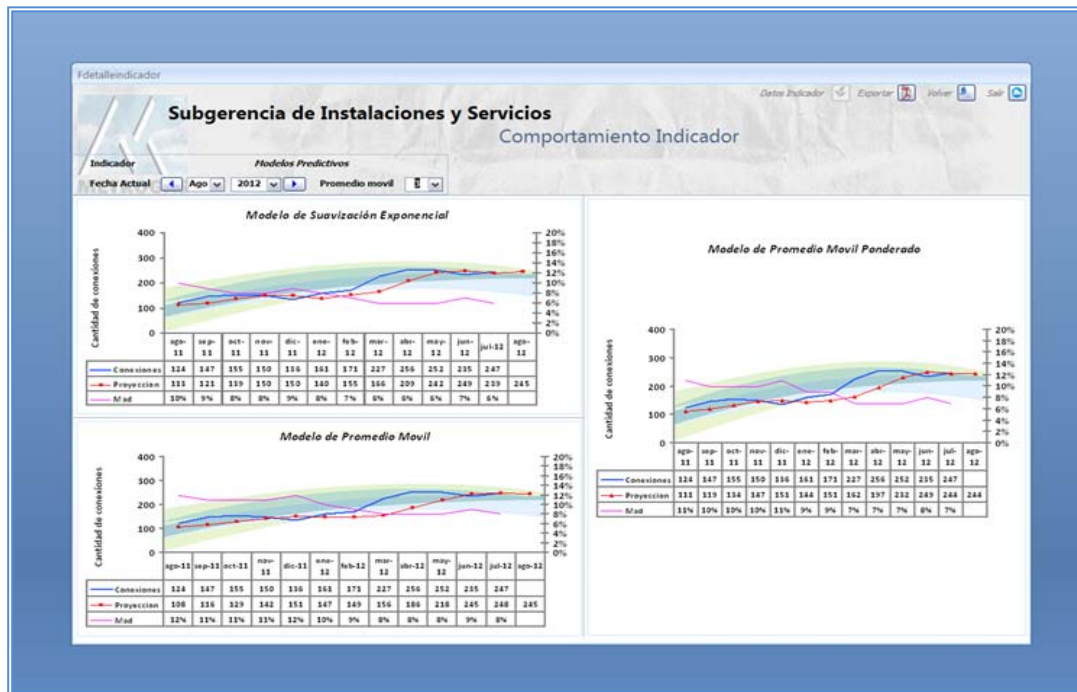 Fdetalleindicador
Datos Indicador Exportar Volver Salir
Subgerencia de Instalaciones y Servicios
Comportamiento Indicador
Indicador Modelos Predictivos
Fecha Actual Ago 2012 Promedio movil
Modelo de Suavización Exponencial
Cantidad de conexiones
400 300 200 100 0
20% 18% 16% 14% 12% 10% 8% 6% 4% 2% 0%
ago-11 sep-11 oct-11 nov-11 dic-11 ene-12 feb-12 mar-12 abr-12 may-12 jun-12 jul-12 ago-12
Conexiones 124 147 155 150 136 161 171 227 256 252 235 247
Proyeccion 111 121 139 150 150 140 155 166 209 242 249 239 245
Mad 10% 9% 8% 8% 9% 8% 7% 6% 6% 6% 7% 6%
Modelo de Promedio Movil
Cantidad de conexiones
400 300 200 100 0
20% 18% 16% 14% 12% 10% 8% 6% 4% 2% 0%
ago-11 sep-11 oct-11 nov-11 dic-11 ene-12 feb-12 mar-12 abr-12 may-12 jun-12 jul-12 ago-12
Conexiones 124 147 155 150 136 161 171 227 256 252 235 247
Proyeccion 108 116 129 142 151 147 149 156 186 218 245 248 245
Mad 12% 11% 11% 11% 12% 10% 9% 8% 8% 8% 9% 8%
Modelo de Promedio Movil Ponderado
Cantidad de conexiones
400 300 200 100 0
20% 18% 16% 14% 12% 10% 8% 6% 4% 2% 0%
ago-11 sep-11 oct-11 nov-11 dic-11 ene-12 feb-12 mar-12 abr-12 may-12 jun-12 jul-12 ago-12
Conexiones 124 147 155 150 136 161 171 227 256 252 235 247
Proyeccion 111 119 134 147 151 144 151 162 197 232 249 244 244
Mad 11% 10% 10% 10% 11% 9% 9% 7% 7% 7% 8% 7%